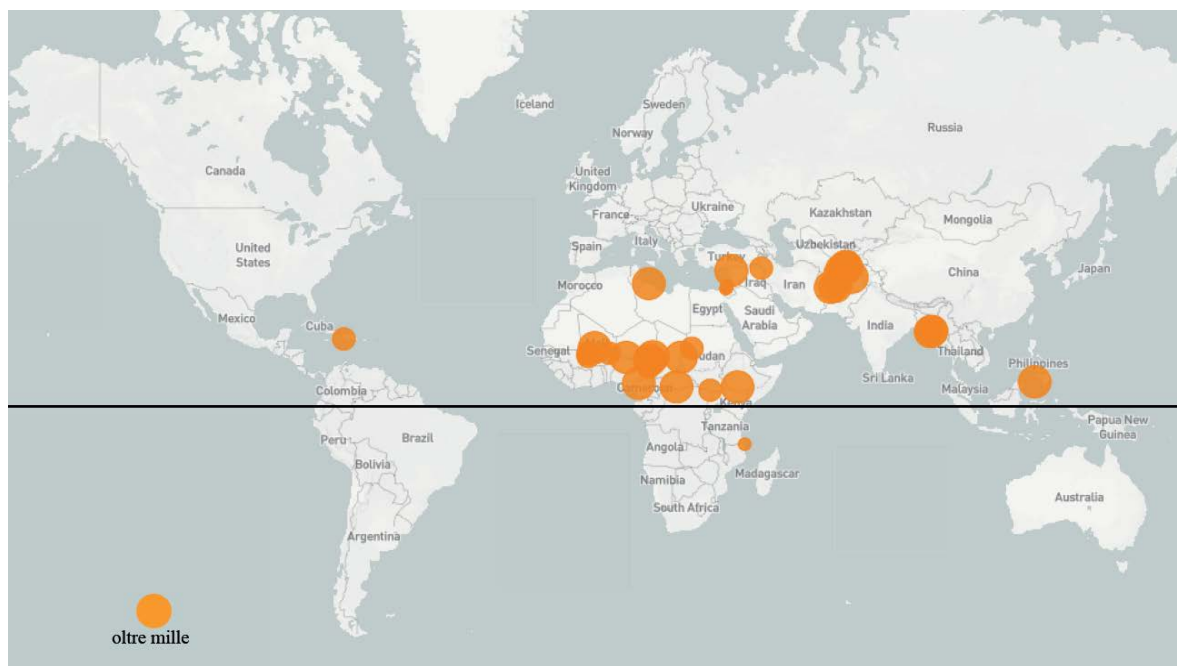 Iceland
Sweden
Norway
Russia
Canada
United
Kingdom
Ukraine
France
Kazakhstan
Mongolia
United
States
Spain
Italy
Turkey
Uzbekistan
China
Japan
Morocco
Iraq
Iran
Egypt
Saudi
Arabia
Mexico
Cuba
India
Senegal
Sudan
Thailand
Philippines
Sri Lanka
Malaysia
Colombia
Cameroon
Kenya
Papua New
Guinea
Peru
Brazil
Tanzania
Angola
Bolivia
Madagascar
Namibia
South Africa
Australia
Argentina
oltre mille